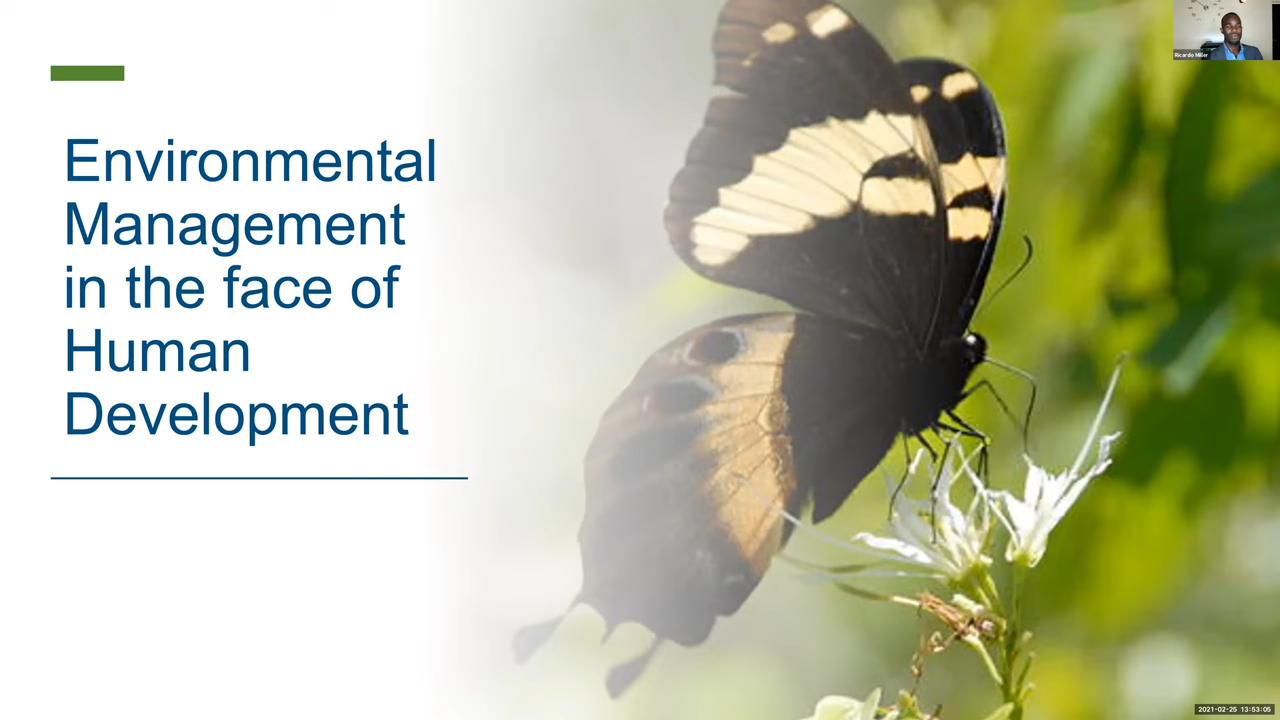 Environmental
Management
in the face of
Human
Development
Ricardo Miller
2021-02-25 13:53:05